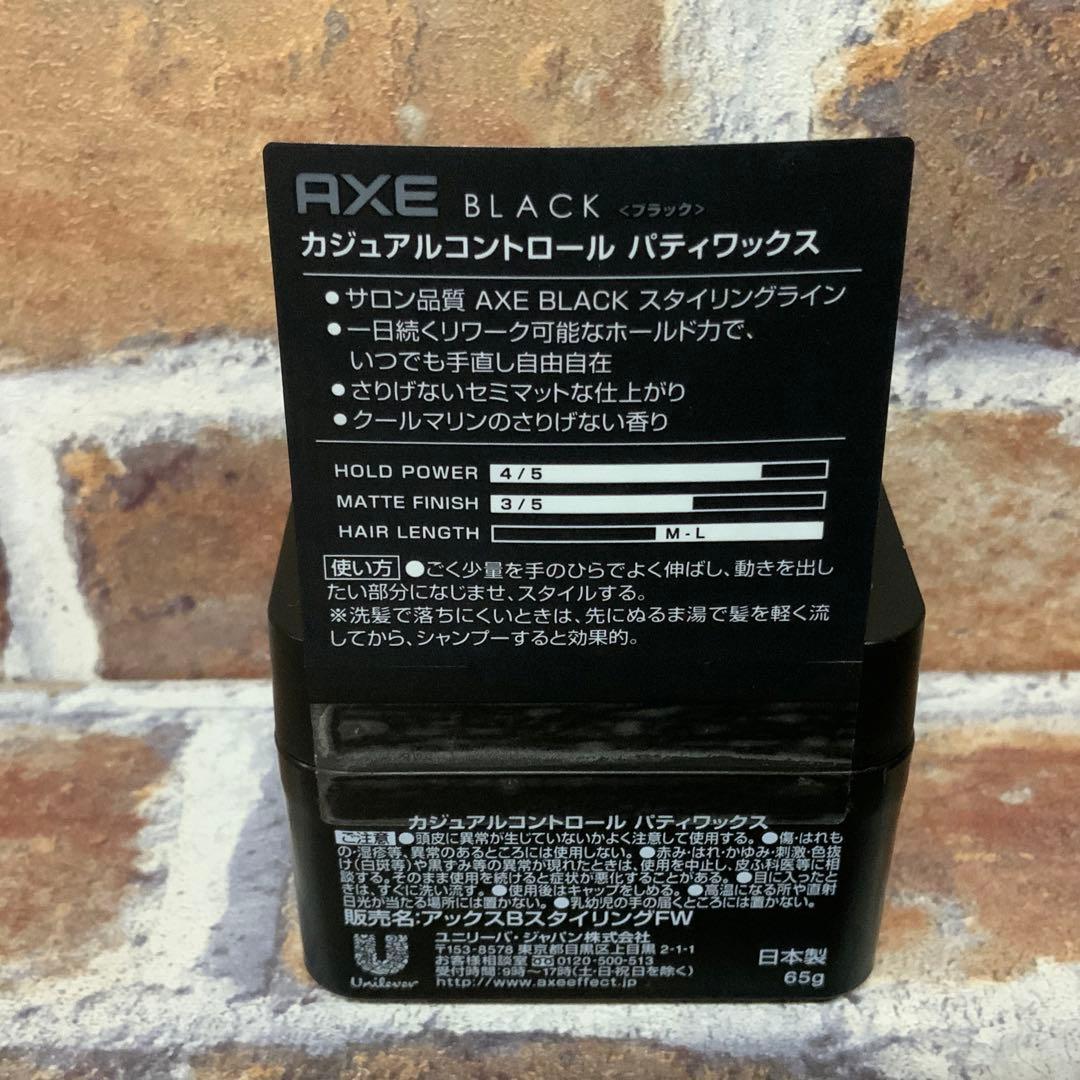 AXE BLACK <ブラック>
カジュアルコントロール パティワックス
●サロン品質 AXE BLACK スタイリングライン
●一日続くリワーク可能なホールド力で、
いつでも手直し自由自在
●さりげないセミマットな仕上がり
●クールマリンのさりげない香り
HOLD POWER 4/5
MATTE FINISH 3/5
HAIR LENGTH M-L
使い方 ●ごく少量を手のひらでよく伸ばし、動きを出し
たい部分になじませ、スタイルする。
※洗髪で落ちにくいときは、先にぬるま湯で髪を軽く流
してから、シャンプーすると効果的。
カジュアルコントロール パティワックス
ご注意 ●頭皮に異常が生じていないかよく注意して使用する。●傷・はれも
の・湿疹等、異常のあるところには使用しない。●赤み・はれ・かゆみ・刺激・色抜
け(白斑等)や黒ずみ等の異常が現れたときは、使用を中止し、皮ふ科医等に相
談する。そのまま使用を続けると症状が悪化することがある。●目に入ったと
きは、すぐに洗い流す。●使用後はキャップをしめる。●高温になる所や直射
日光が当たる場所には置かない。●乳幼児の手の届くところには置かない。
販売名:アックスBスタイリングFW
ユニリーバ・ジャパン株式会社
〒153-8578 東京都目黒区上目黒2-1-1
お客様相談室 0120-500-513
受付時間:9時~17時(土・日・祝日を除く)
http://www.axeeffect.jp
Unilever
日本製
65g